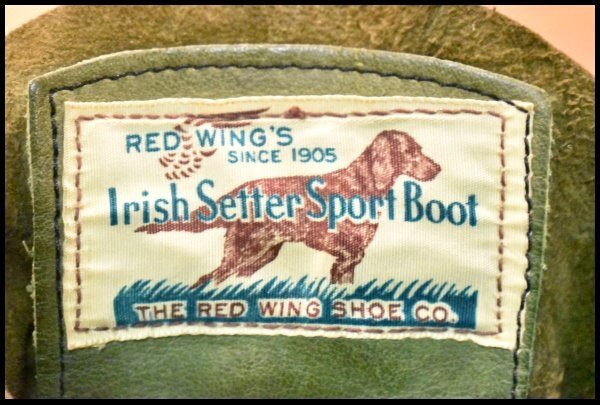 RED WING'S
SINCE 1905
Irish Setter Sport Boot
THE RED WING SHOE CO.